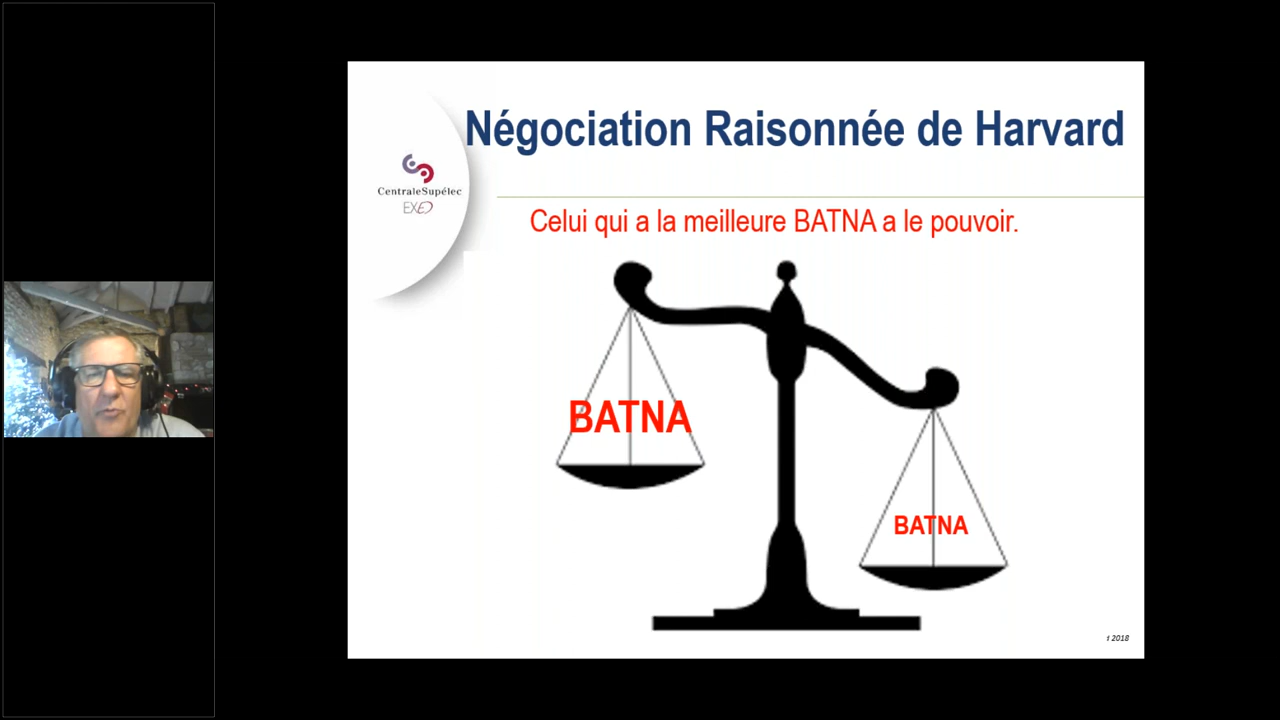 Négociation Raisonnée de Harvard
CentraleSupélec
EXED
Celui qui a la meilleure BATNA a le pouvoir.
BATNA
BATNA
t 2018